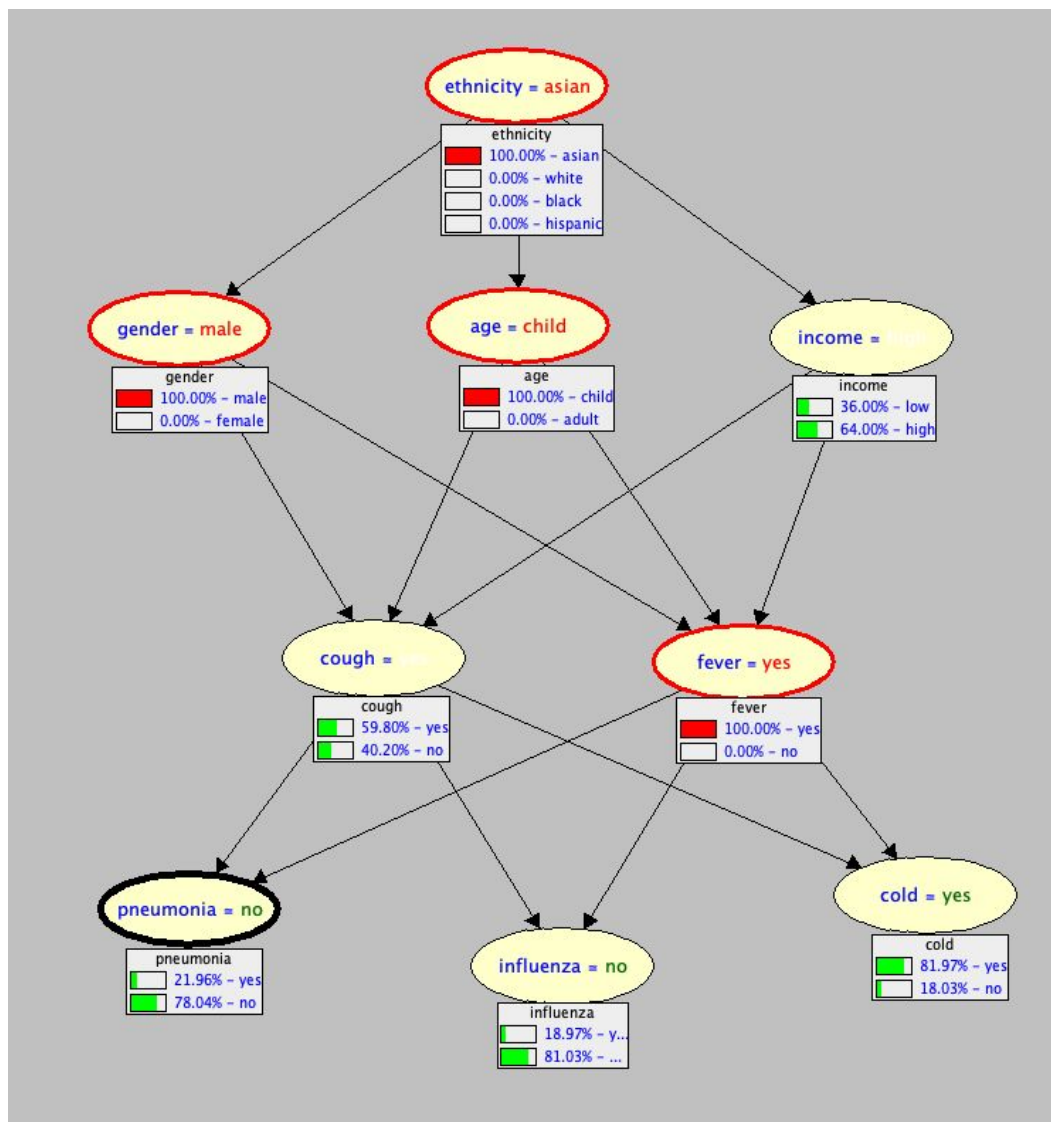 ethnicity = asian
ethnicity
100.00% - asian
0.00% - white
0.00% - black
0.00% - hispanic
gender = male
gender
100.00% - male
0.00% - female
age = child
age
100.00% - child
0.00% - adult
income = high
income
36.00% - low
64.00% - high
cough = yes
cough
59.80% - yes
40.20% - no
fever = yes
fever
100.00% - yes
0.00% - no
pneumonia = no
pneumonia
21.96% - yes
78.04% - no
influenza = no
influenza
18.97% - y...
81.03% - ...
cold = yes
cold
81.97% - yes
18.03% - no